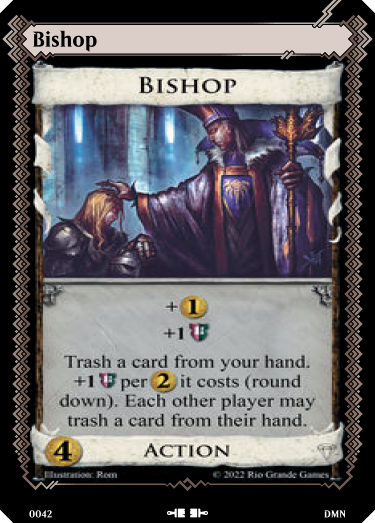 Bishop
BISHOP
+ 1
+1
Trash a card from your hand.
+1 per 2 it costs (round
down). Each other player may
trash a card from their hand.
4 ACTION
Illustration: Rom © 2022 Rio Grande Games
0042 DMN